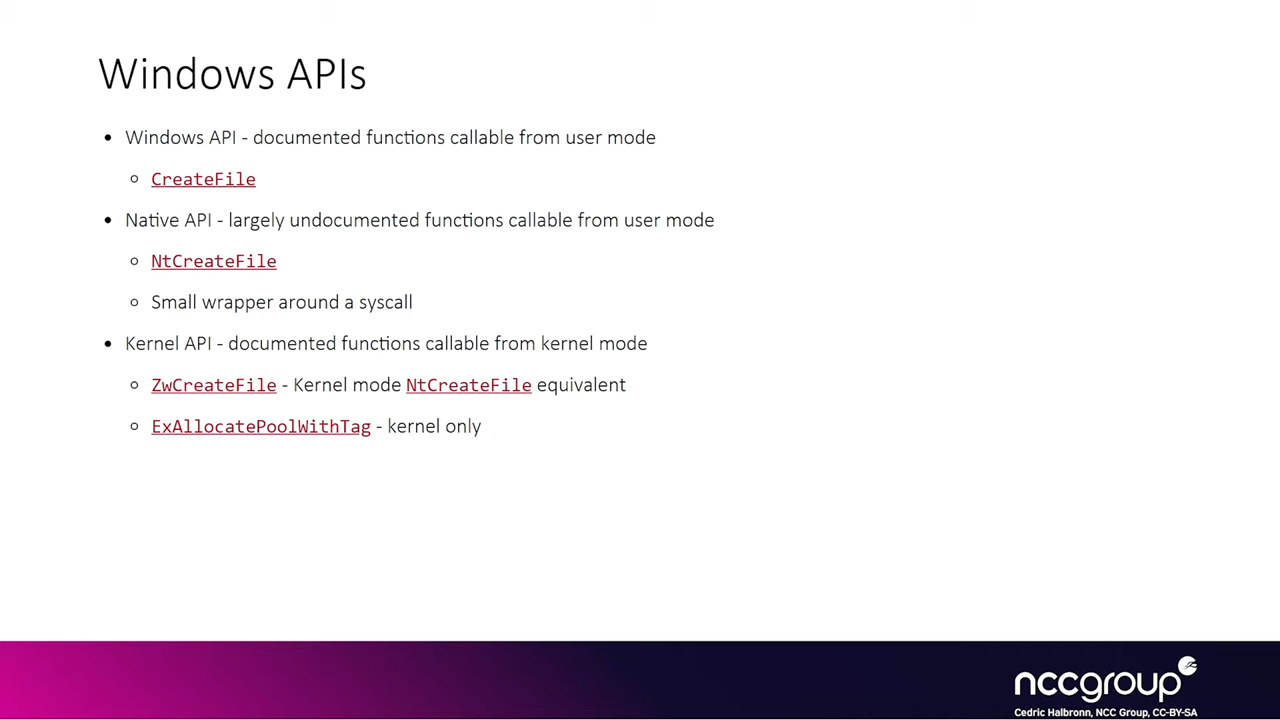 Windows APIs
• Windows API - documented functions callable from user mode
○ CreateFile
• Native API - largely undocumented functions callable from user mode
○ NtCreateFile
○ Small wrapper around a syscall
• Kernel API - documented functions callable from kernel mode
○ ZwCreateFile - Kernel mode NtCreateFile equivalent
○ ExAllocatePoolWithTag - kernel only
nccgroup
Cedric Halbronn, NCC Group, CC-BY-SA